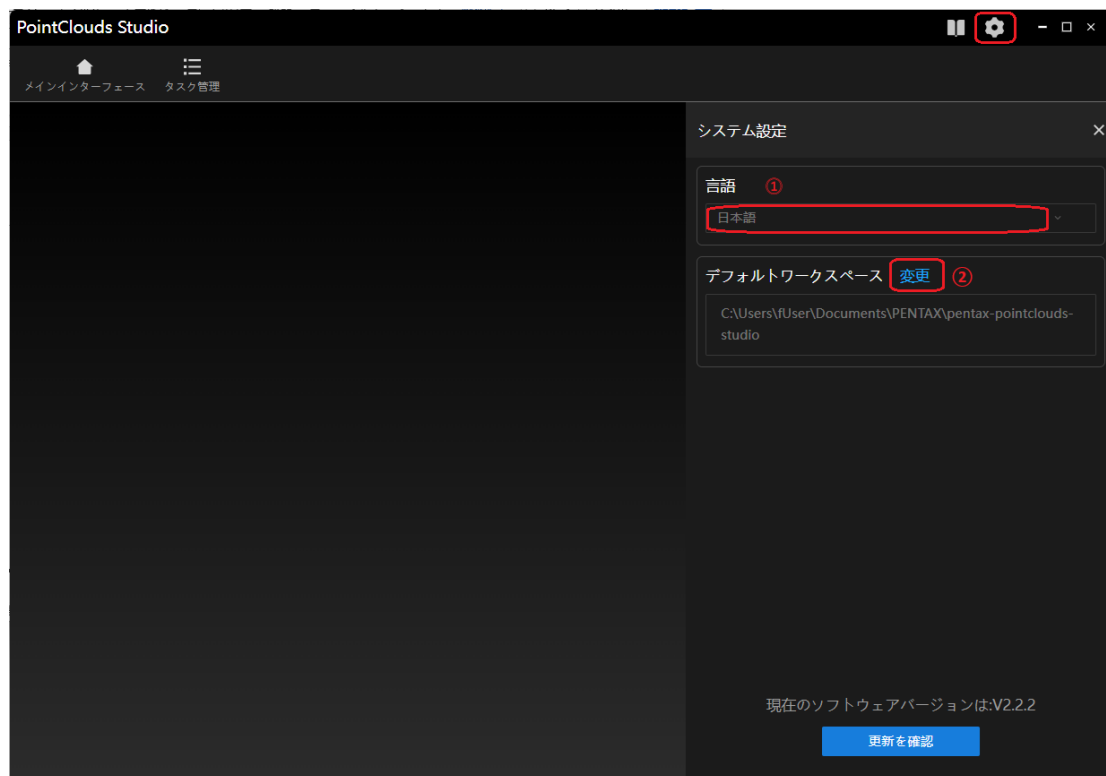 PointClouds Studio
メインインターフェース タスク管理
システム設定
言語 ①
日本語
デフォルトワークスペース 変更 ②
C:\Users\fUser\Documents\PENTAX\pentax-pointclouds-
studio
現在のソフトウェアバージョンは:V2.2.2
更新を確認